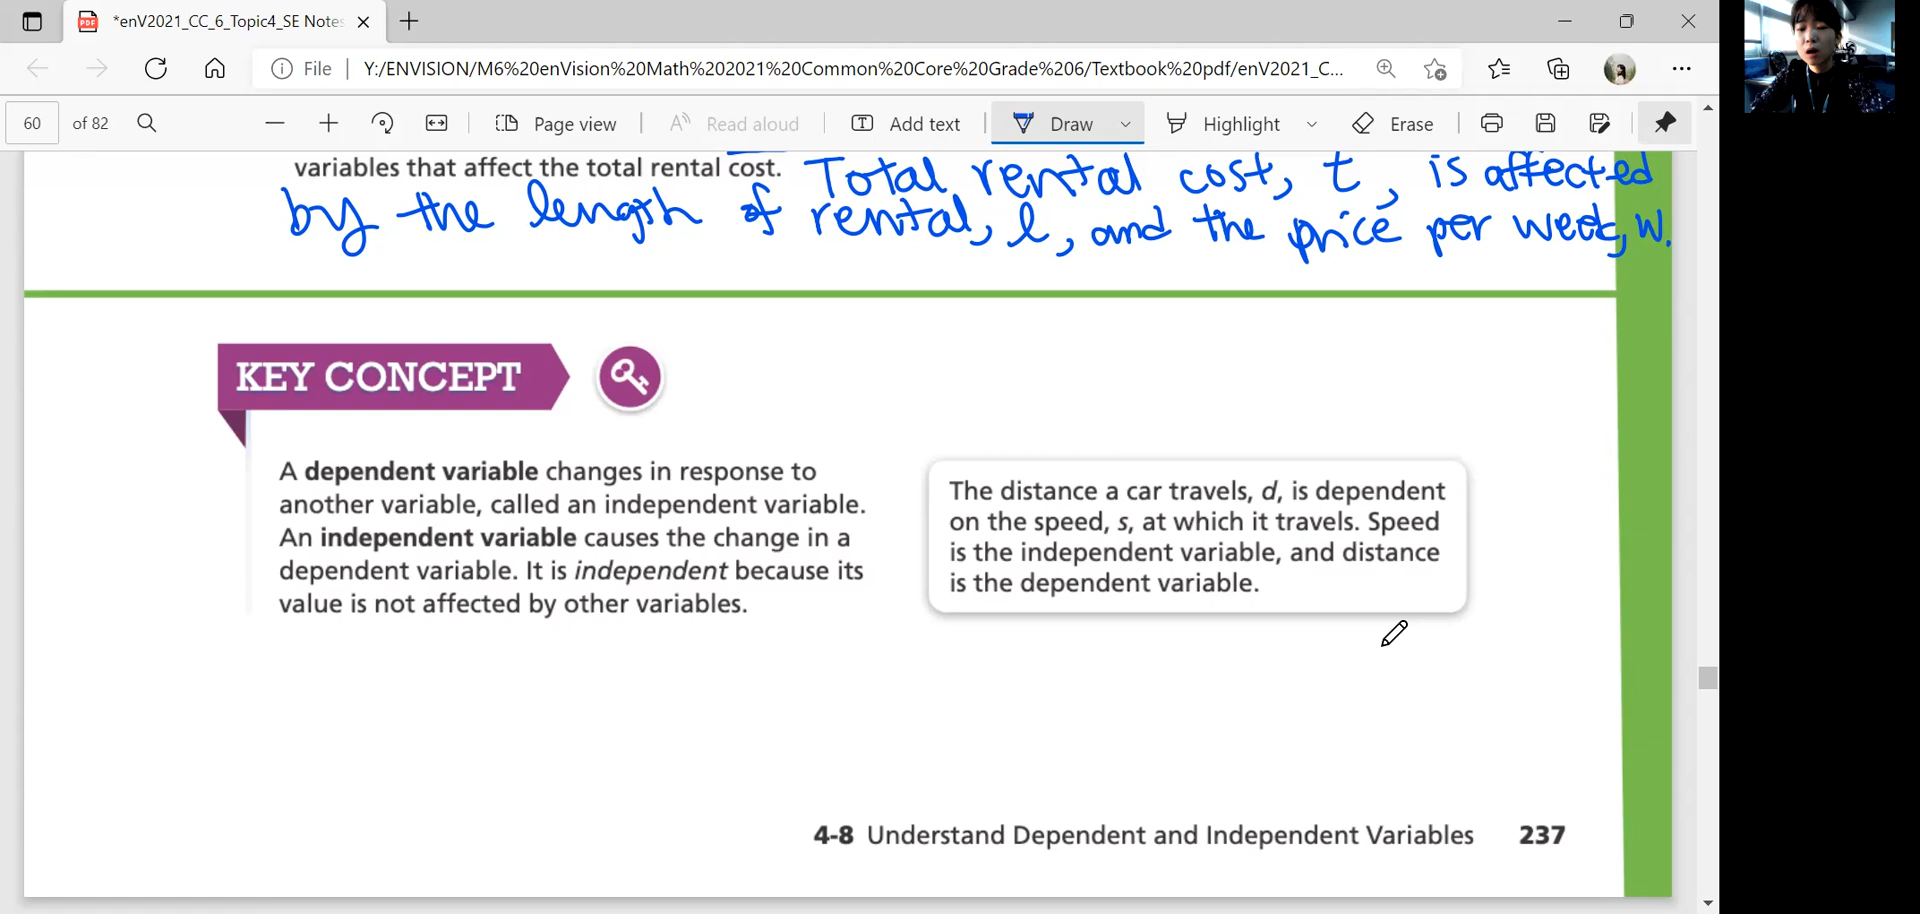 *enV2021_CC_6_Topic4_SE Notes
File
Y:/ENVISION/M6%20enVision%20Math%202021%20Common%20Core%20Grade%206/Textbook%20pdf/enV2021_C...
60 of 82
Page view
Read aloud
Add text
Draw
Highlight
Erase
variables that affect the total rental cost. Total rental cost, t, is affected
by the length of rental, l, and the price per week, w.
KEY CONCEPT
A dependent variable changes in response to
another variable, called an independent variable.
An independent variable causes the change in a
dependent variable. It is independent because its
value is not affected by other variables.
The distance a car travels, d, is dependent
on the speed, s, at which it travels. Speed
is the independent variable, and distance
is the dependent variable.
4-8 Understand Dependent and Independent Variables 237